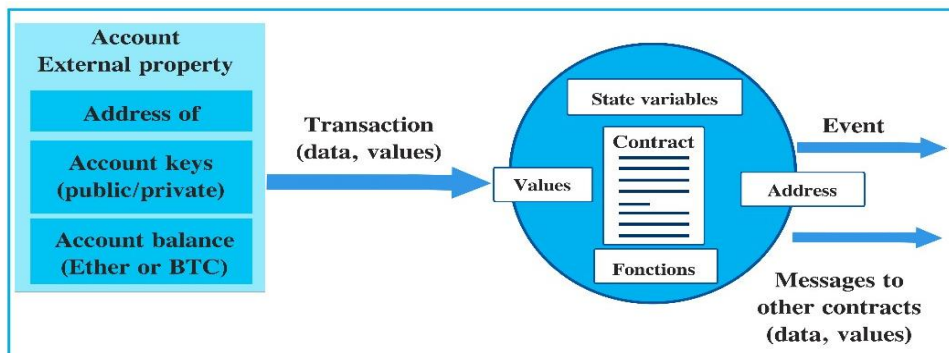 Account
External property
Address of
Account keys
(public/private)
Account balance
(Ether or BTC)
Transaction
(data, values)
State variables
Contract
Values
Address
Fonctions
Event
Messages to
other contracts
(data, values)